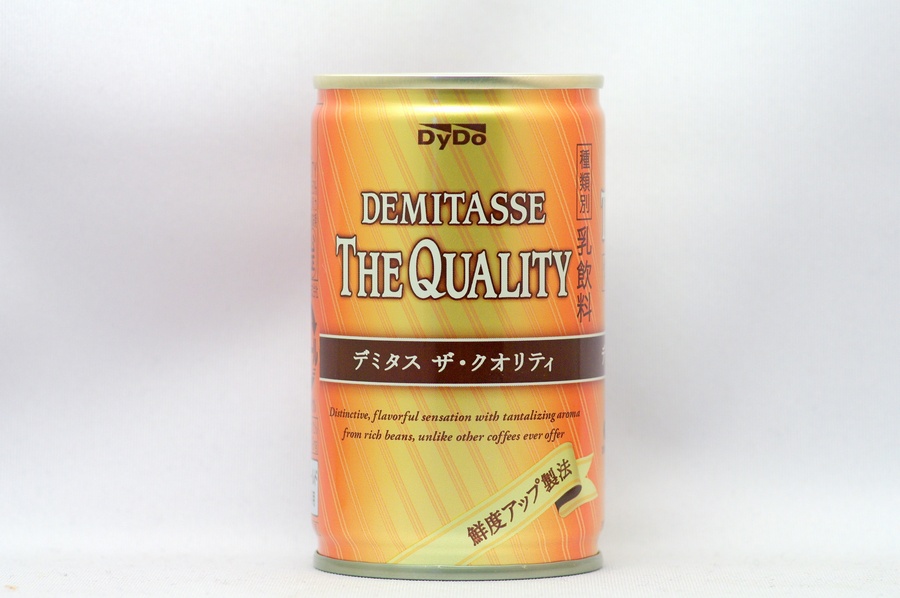 DyDo
DEMITASSE
THE QUALITY
種類別 乳飲料
デミタス ザ・クオリティ
Distinctive, flavorful sensation with tantalizing aroma
from rich beans, unlike other coffees ever offer
鮮度アップ製法